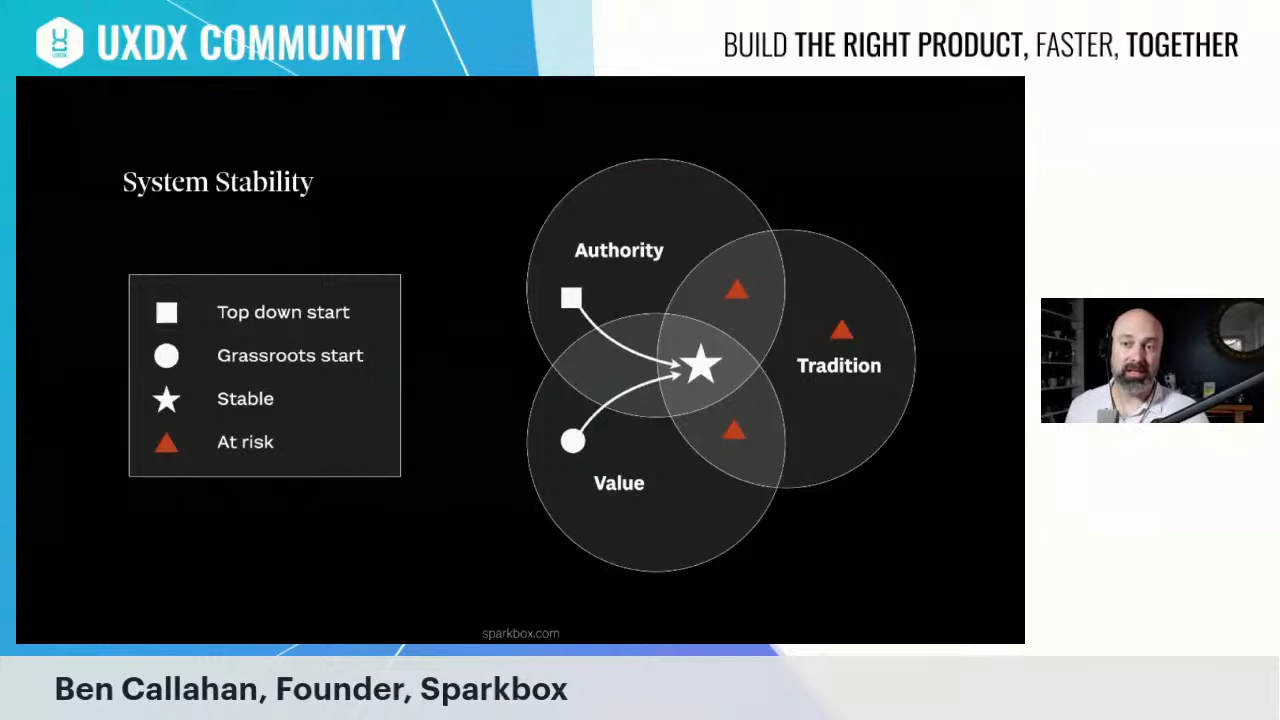 UXDX COMMUNITY
BUILD THE RIGHT PRODUCT, FASTER, TOGETHER
System Stability
Top down start
Grassroots start
Stable
At risk
Authority
Tradition
Value
sparkbox.com
Ben Callahan, Founder, Sparkbox